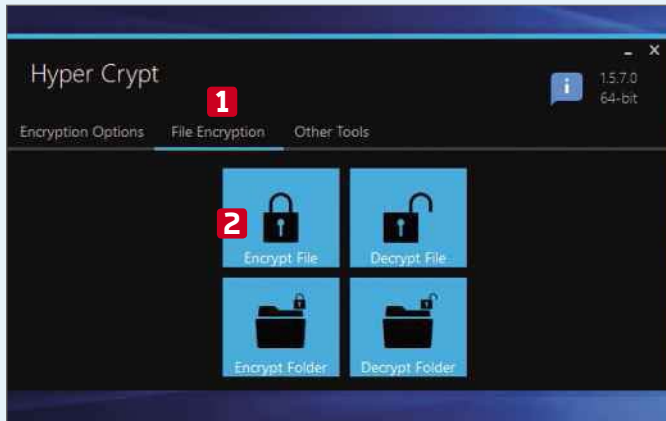 Hyper Crypt
1.5.7.0
64-bit
1
Encryption Options File Encryption Other Tools
2
Encrypt File Decrypt File
Encrypt Folder Decrypt Folder